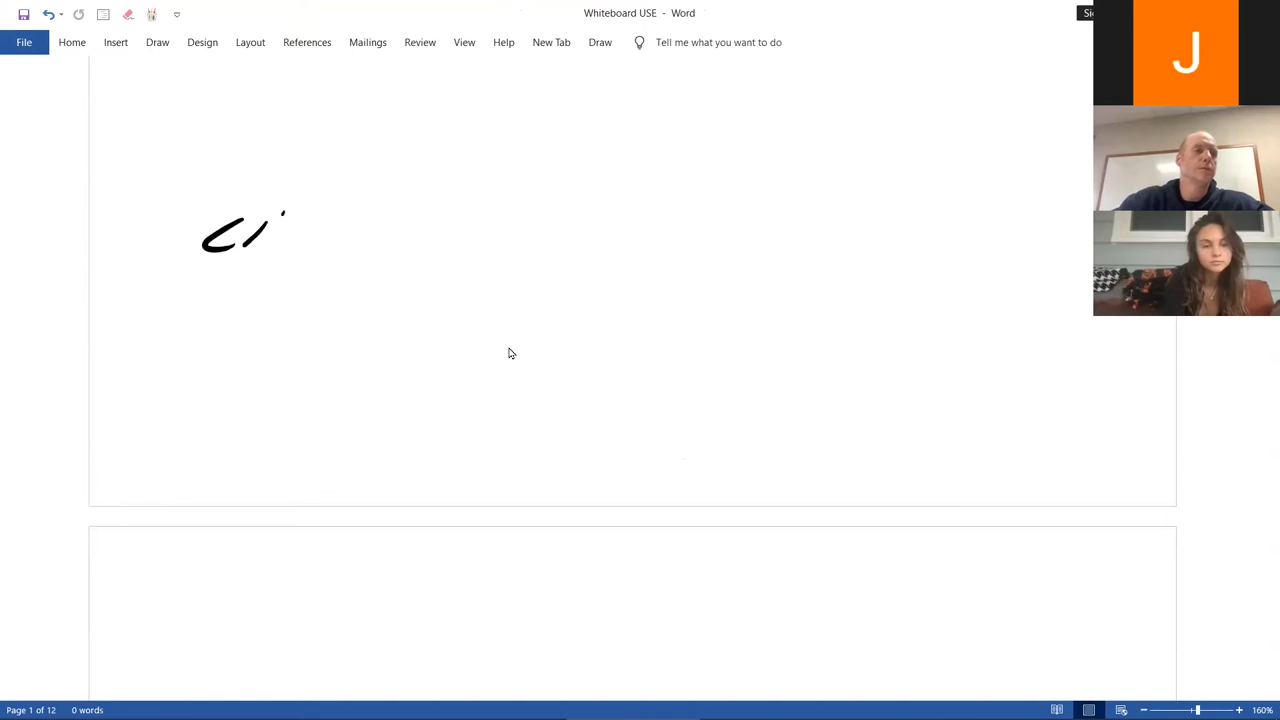 Whiteboard USE - Word
File Home Insert Draw Design Layout References Mailings Review View Help New Tab Draw Tell me what you want to do
J
ci
Page 1 of 12 0 words 160%